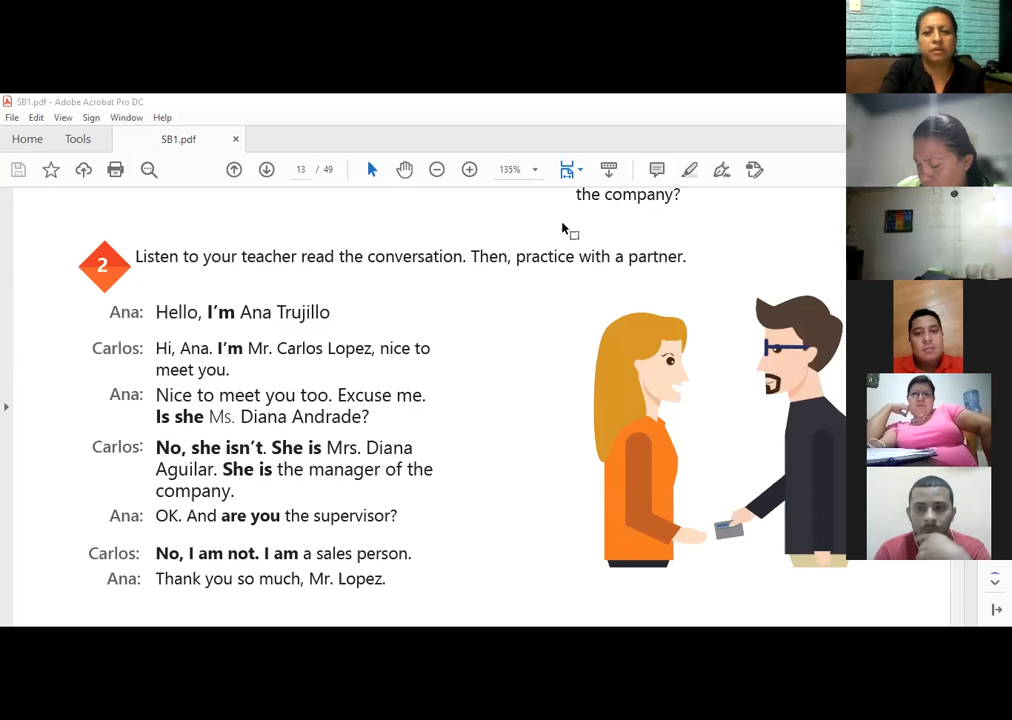 SB1.pdf - Adobe Acrobat Pro DC
File Edit View Sign Window Help
Home Tools SB1.pdf ×
13 / 49 135%
the company?
2 Listen to your teacher read the conversation. Then, practice with a partner.
Ana: Hello, I'm Ana Trujillo
Carlos: Hi, Ana. I'm Mr. Carlos Lopez, nice to
meet you.
Ana: Nice to meet you too. Excuse me.
Is she Ms. Diana Andrade?
Carlos: No, she isn't. She is Mrs. Diana
Aguilar. She is the manager of the
company.
Ana: OK. And are you the supervisor?
Carlos: No, I am not. I am a sales person.
Ana: Thank you so much, Mr. Lopez.